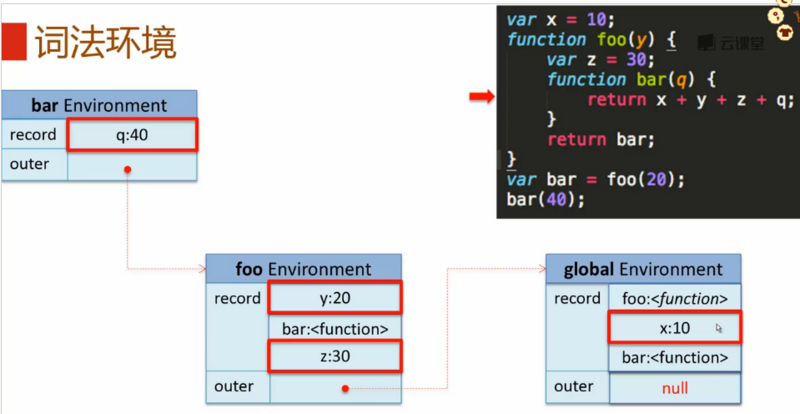 词法环境
bar Environment
record
q:40
outer
var x = 10;
function foo(y) {
var z = 30;
function bar(q) {
return x + y + z + q;
}
return bar;
}
var bar = foo(20);
bar(40);
云课堂
foo Environment
record
y:20
bar:<function>
z:30
outer
global Environment
record
foo:<function>
x:10
bar:<function>
outer
null